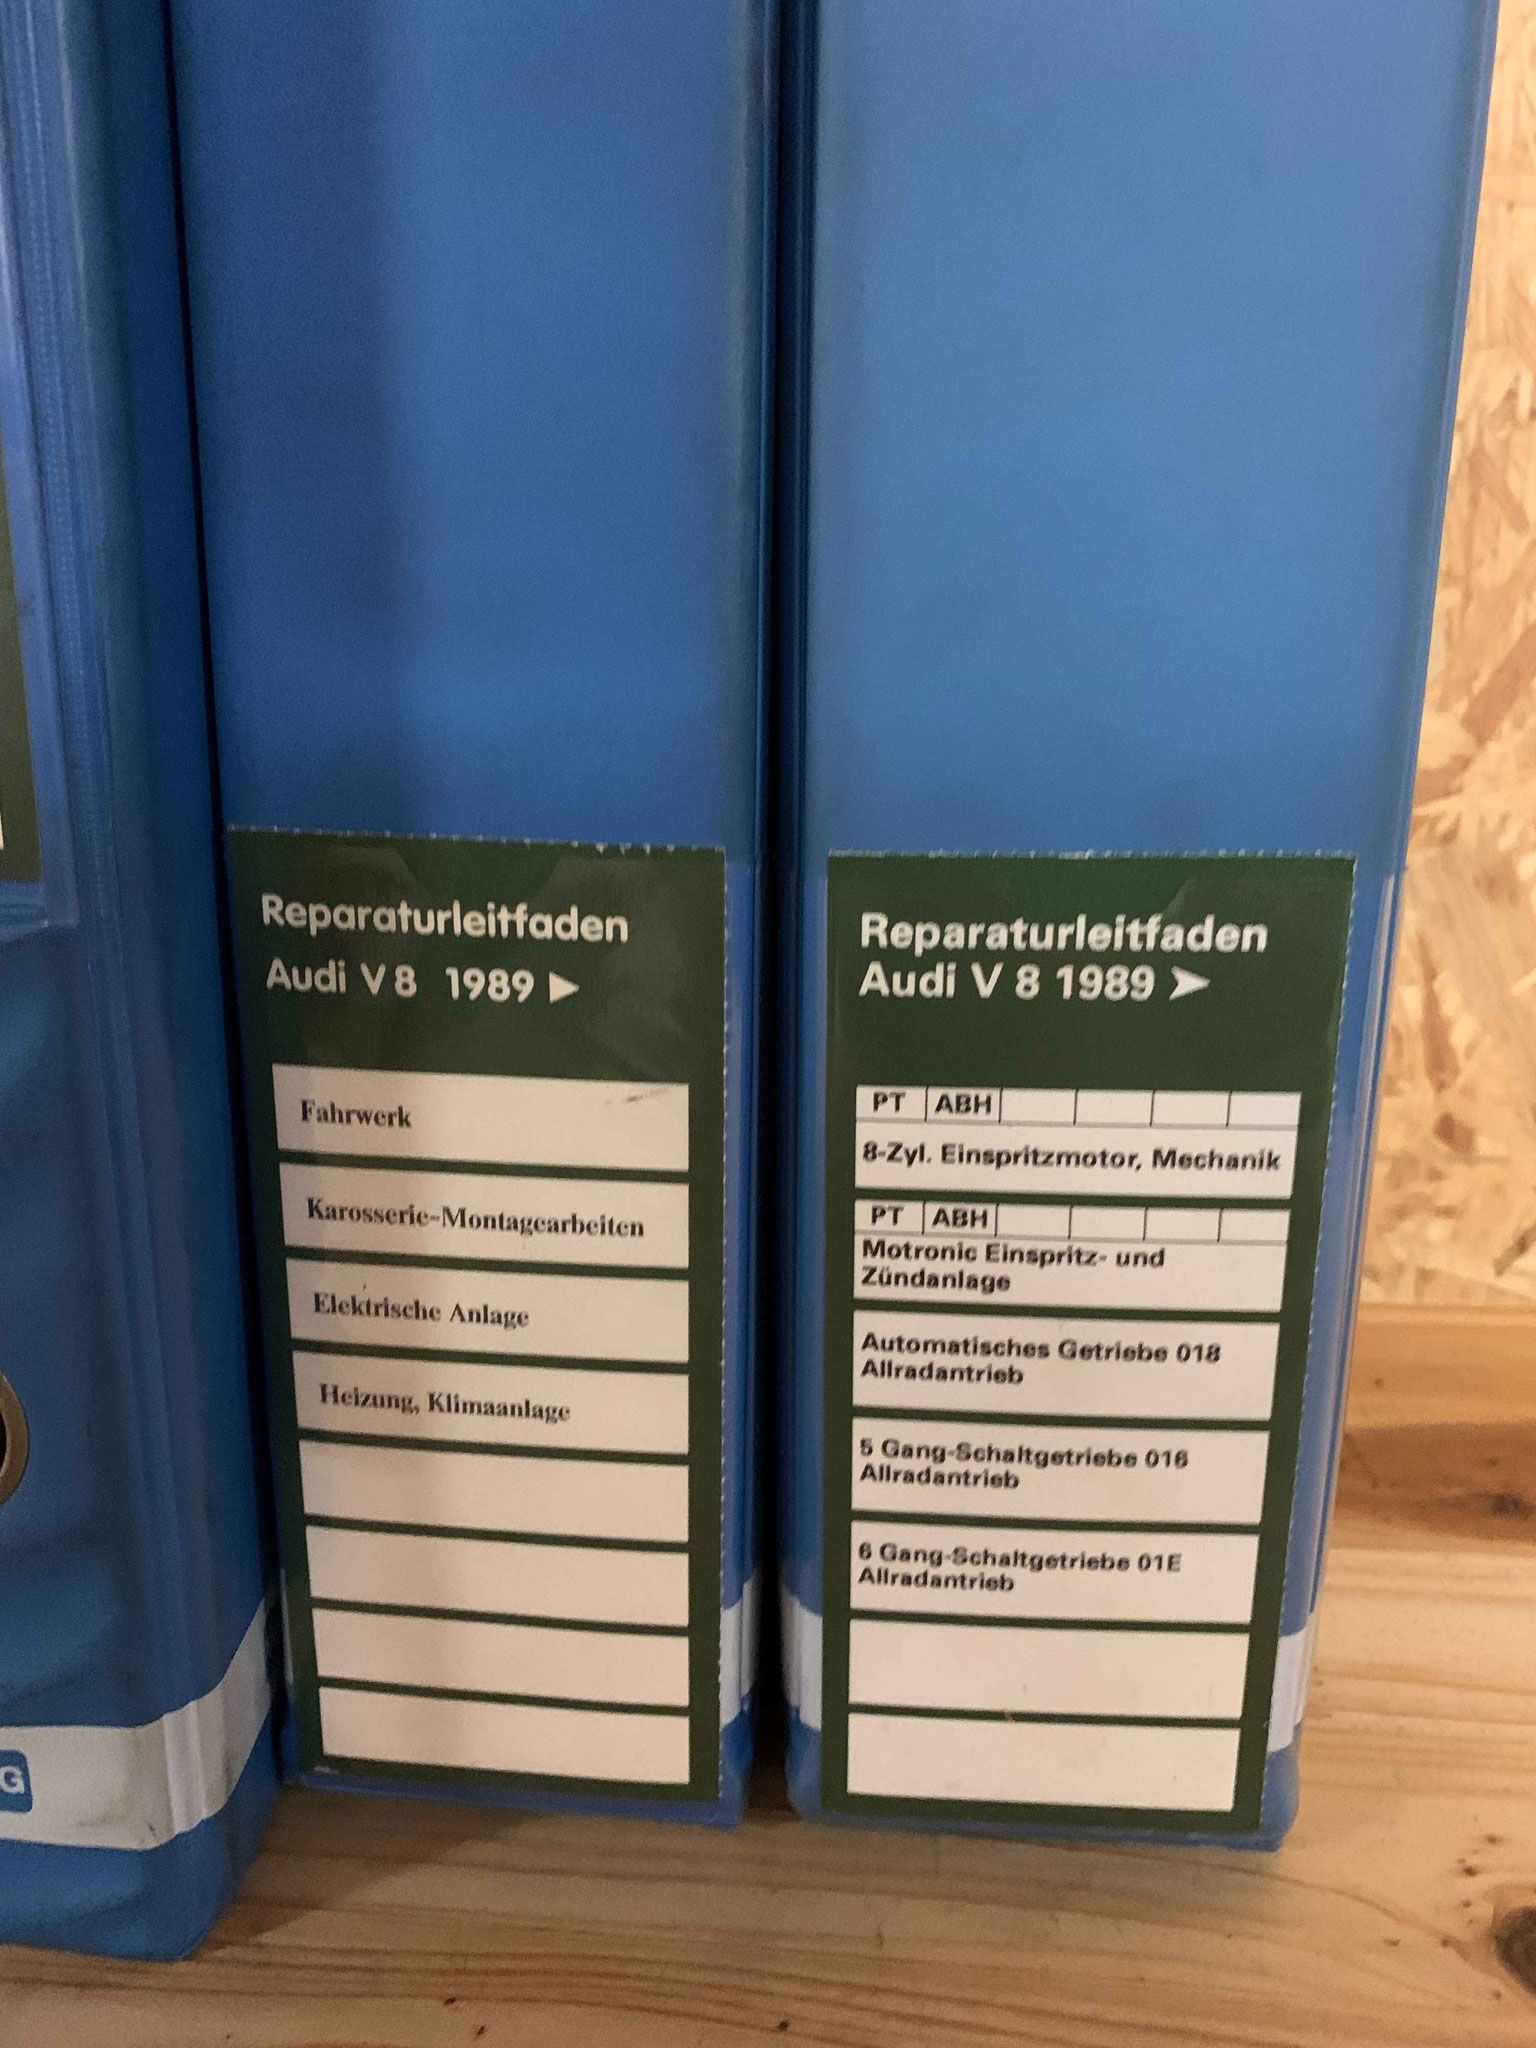 Reparaturleitfaden
Audi V8 1989 ►
Fahrwerk
Karosserie-Montagearbeiten
Elektrische Anlage
Heizung, Klimaanlage
Reparaturleitfaden
Audi V 8 1989 ➤
PT ABH
8-Zyl. Einspritzmotor, Mechanik
PT ABH
Motronic Einspritz- und
Zündanlage
Automatisches Getriebe 018
Allradantrieb
5 Gang-Schaltgetriebe 016
Allradantrieb
6 Gang-Schaltgetriebe 01E
Allradantrieb
G